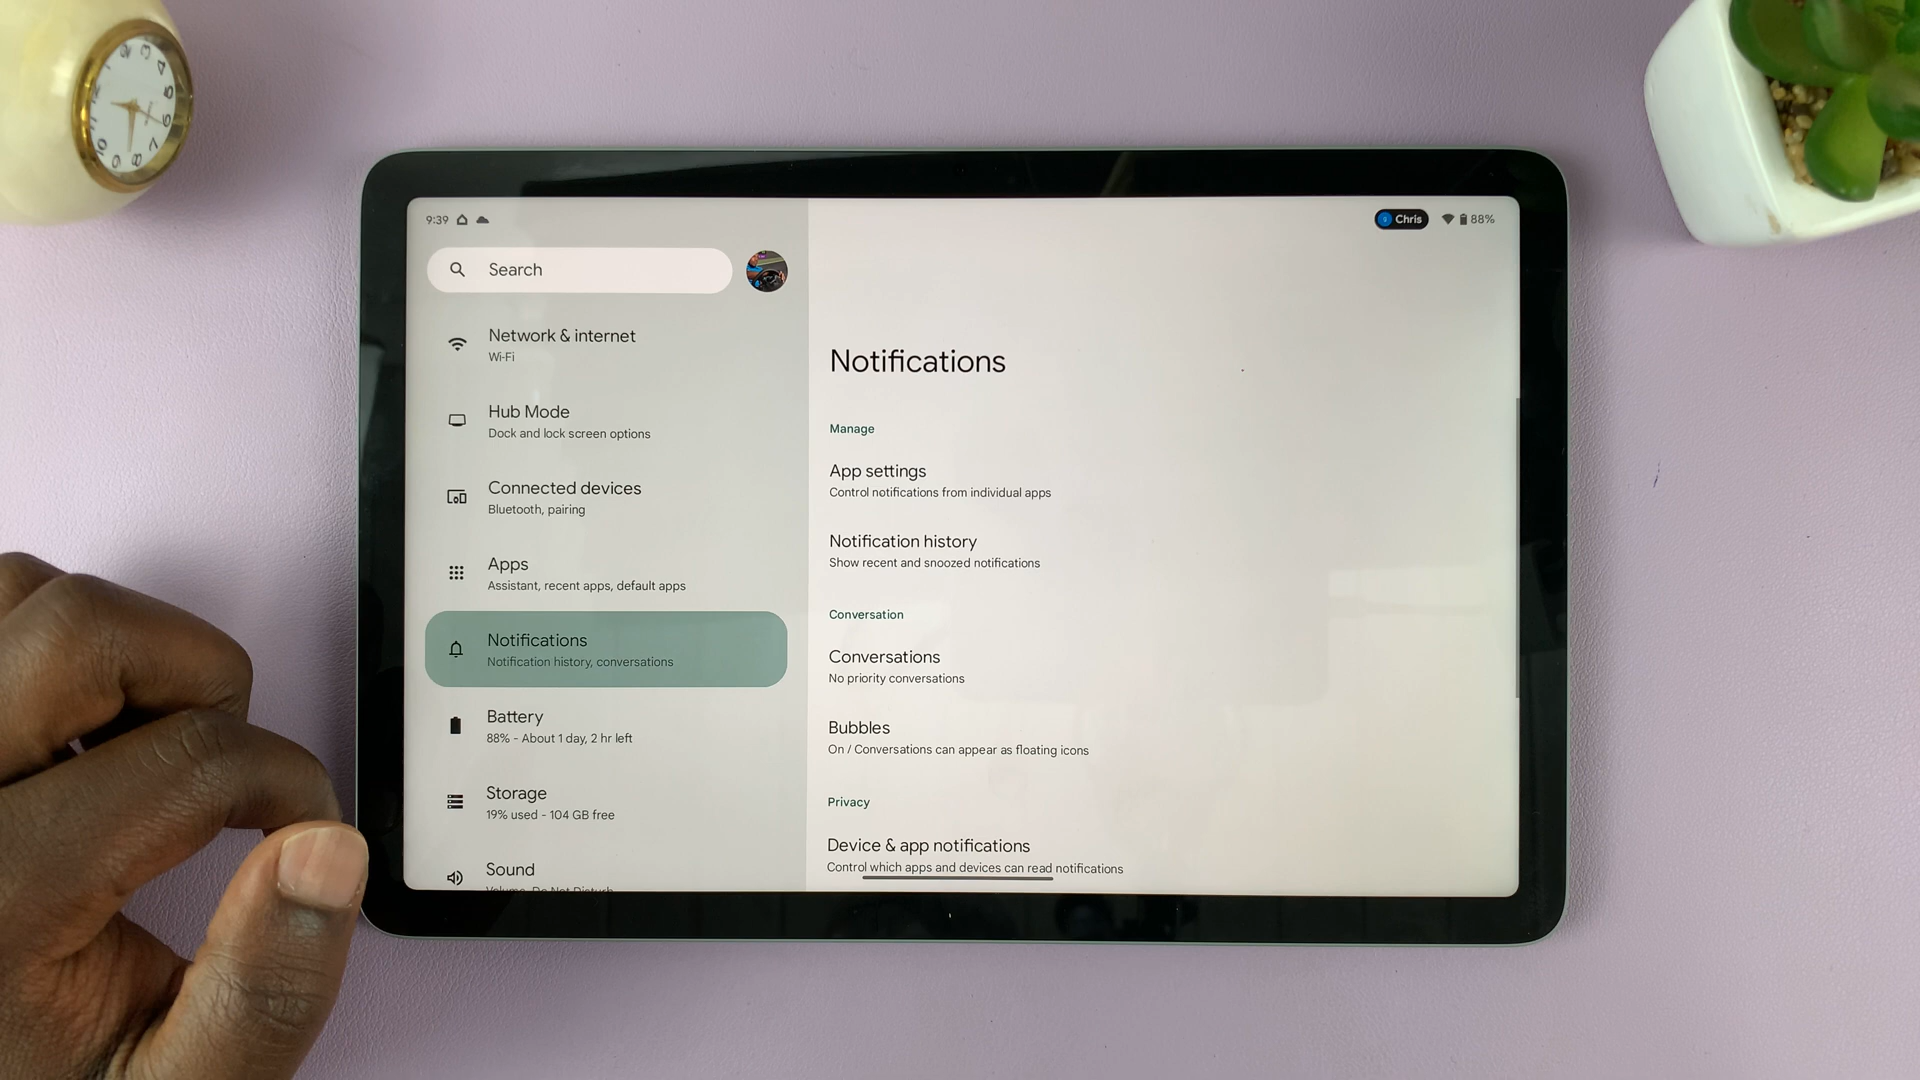 9:39
Chris
88%
Search
Network & internet
Wi-Fi
Hub Mode
Dock and lock screen options
Connected devices
Bluetooth, pairing
Apps
Assistant, recent apps, default apps
Notifications
Notification history, conversations
Battery
88% - About 1 day, 2 hr left
Storage
19% used - 104 GB free
Sound
Volume, Do Not Disturb
Notifications
Manage
App settings
Control notifications from individual apps
Notification history
Show recent and snoozed notifications
Conversation
Conversations
No priority conversations
Bubbles
On / Conversations can appear as floating icons
Privacy
Device & app notifications
Control which apps and devices can read notifications